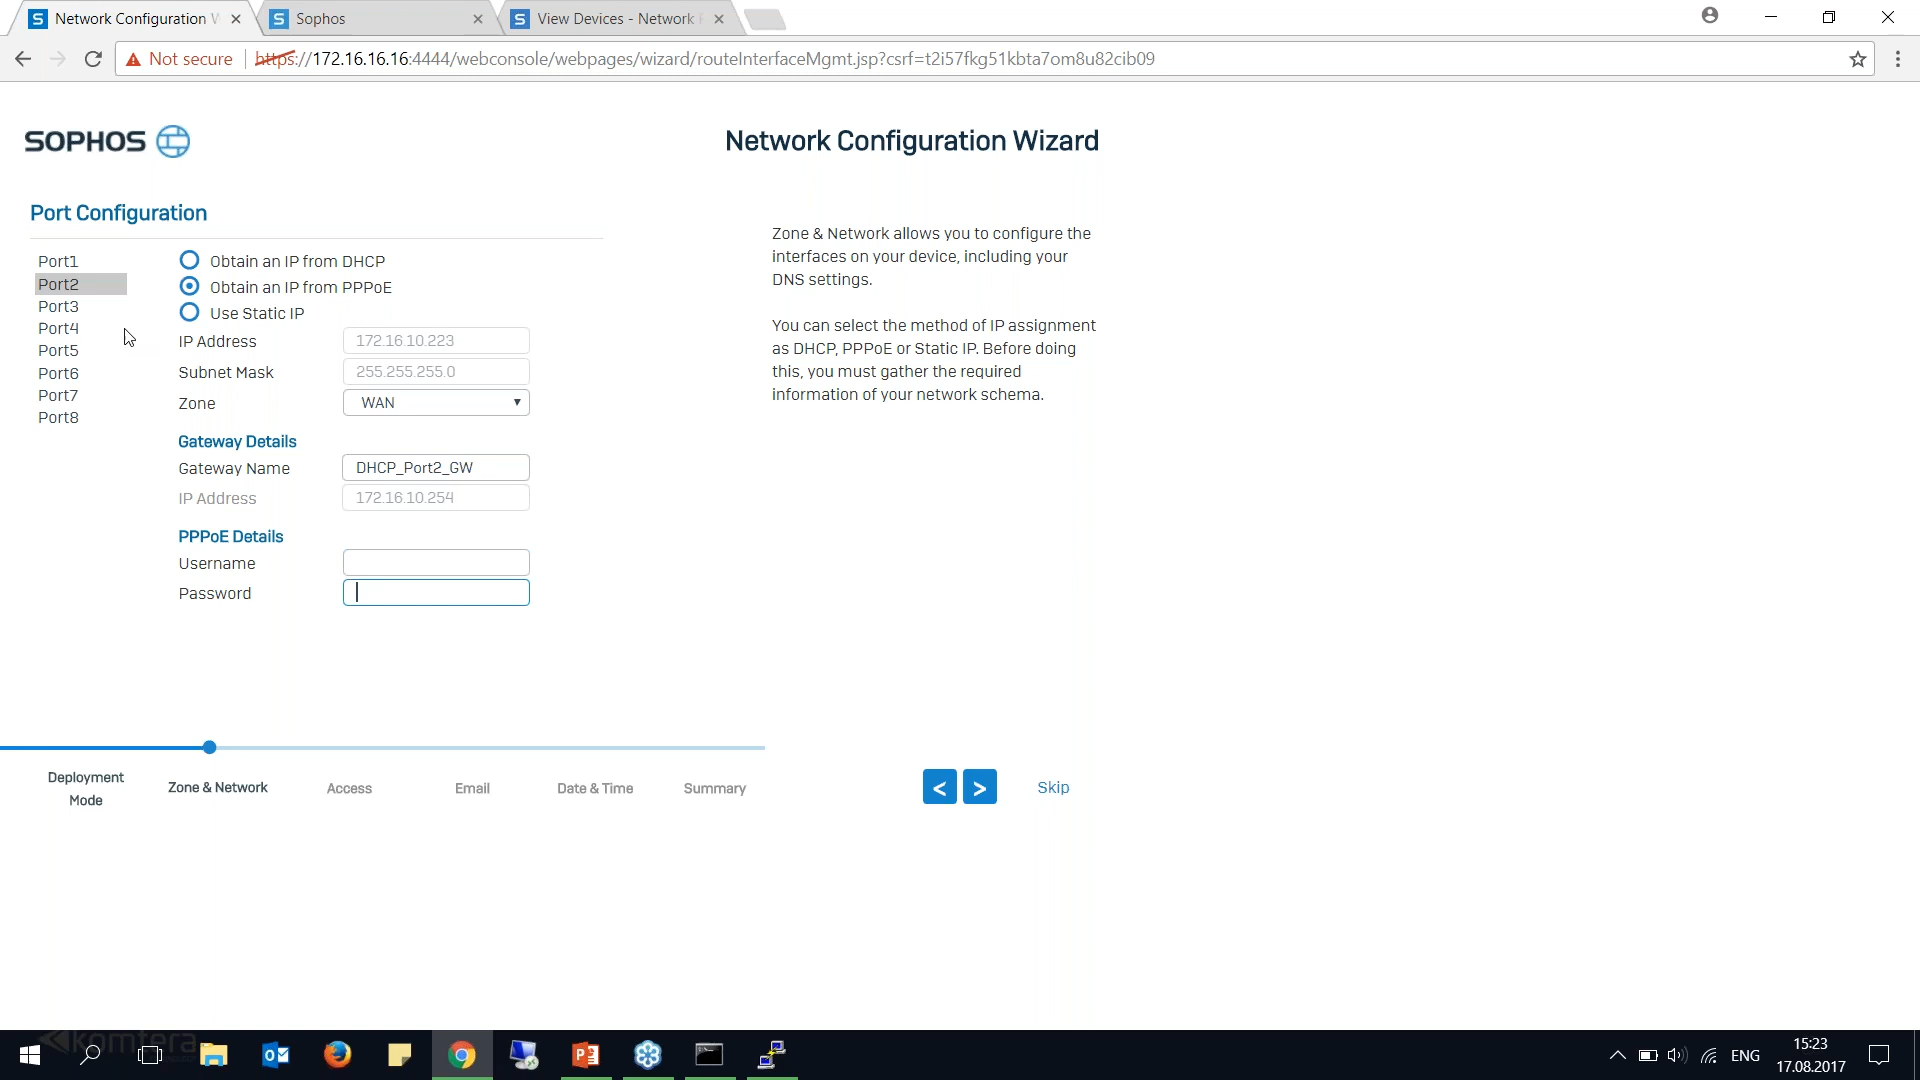 Network Configuration W
Sophos
View Devices - Network F
Not secure
https://172.16.16.16:4444/webconsole/webpages/wizard/routeInterfaceMgmt.jsp?csrf=t2i57fkg51kbta7om8u82cib09
SOPHOS
Network Configuration Wizard
Port Configuration
Port1
Port2
Port3
Port4
Port5
Port6
Port7
Port8
Obtain an IP from DHCP
Obtain an IP from PPPoE
Use Static IP
IP Address 172.16.10.223
Subnet Mask 255.255.255.0
Zone WAN
Gateway Details
Gateway Name DHCP_Port2_GW
IP Address 172.16.10.254
PPPoE Details
Username
Password
Zone & Network allows you to configure the
interfaces on your device, including your
DNS settings.
You can select the method of IP assignment
as DHCP, PPPoE or Static IP. Before doing
this, you must gather the required
information of your network schema.
Deployment
Mode
Zone & Network
Access
Email
Date & Time
Summary
< >
Skip
komtera
ENG
15:23
17.08.2017